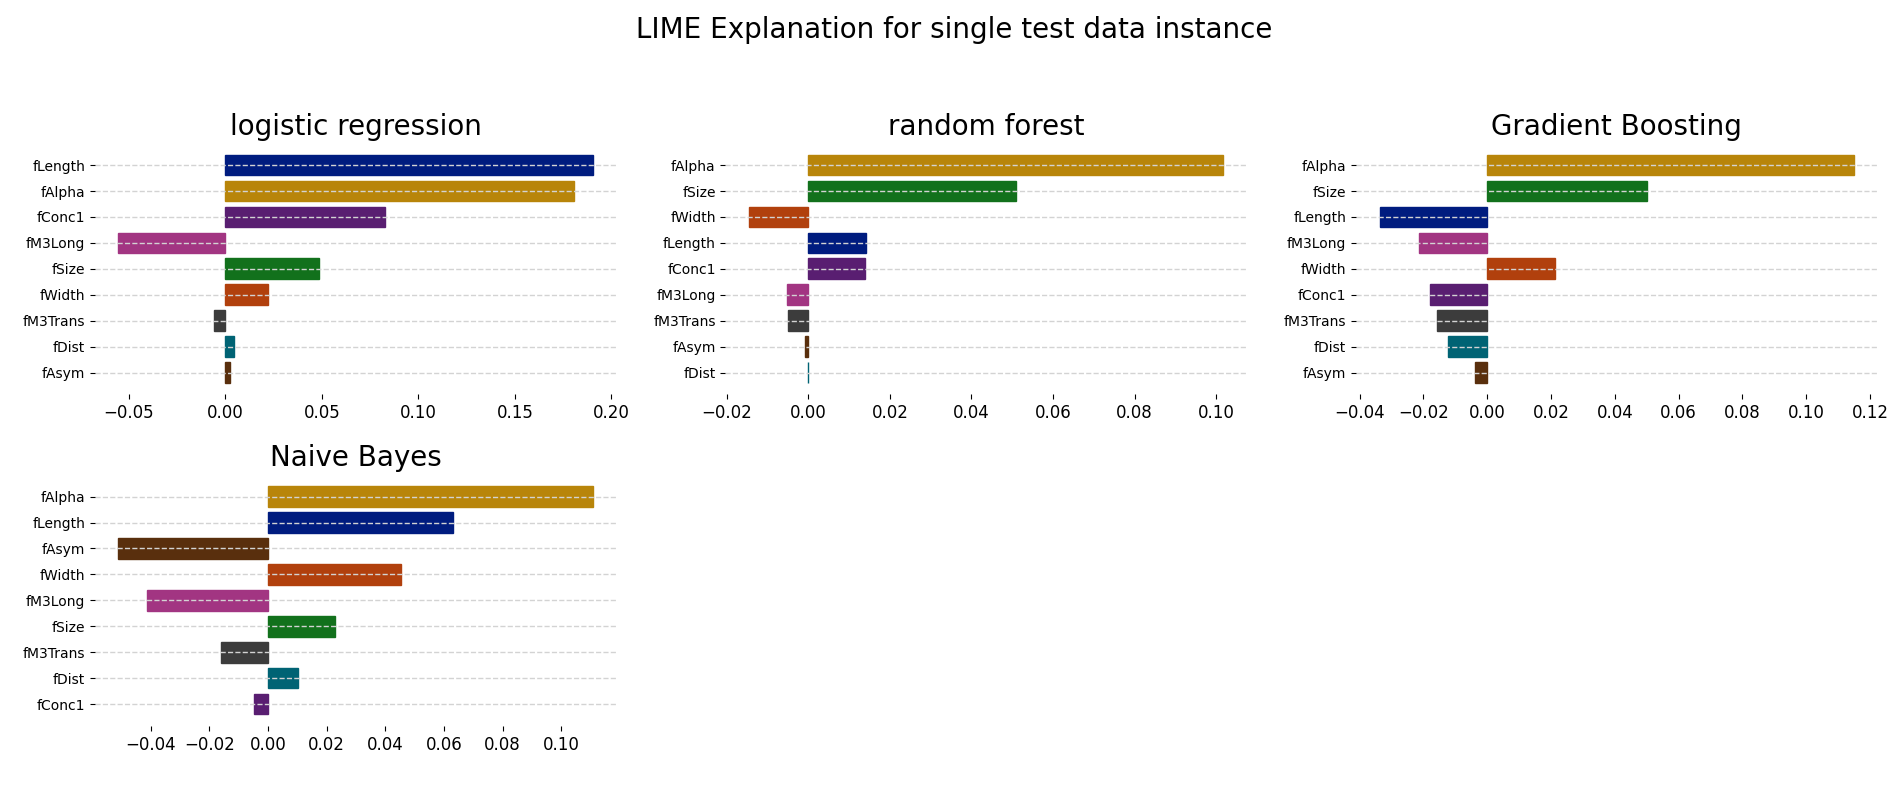 LIME Explanation for single test data instance
logistic regression
fLength
fAlpha
fConc1
fM3Long
fSize
fWidth
fM3Trans
fDist
fAsym
−0.05 0.00 0.05 0.10 0.15 0.20
random forest
fAlpha
fSize
fWidth
fLength
fConc1
fM3Long
fM3Trans
fAsym
fDist
−0.02 0.00 0.02 0.04 0.06 0.08 0.10
Gradient Boosting
fAlpha
fSize
fLength
fM3Long
fWidth
fConc1
fM3Trans
fDist
fAsym
−0.04 −0.02 0.00 0.02 0.04 0.06 0.08 0.10 0.12
Naive Bayes
fAlpha
fLength
fAsym
fWidth
fM3Long
fSize
fM3Trans
fDist
fConc1
−0.04 −0.02 0.00 0.02 0.04 0.06 0.08 0.10